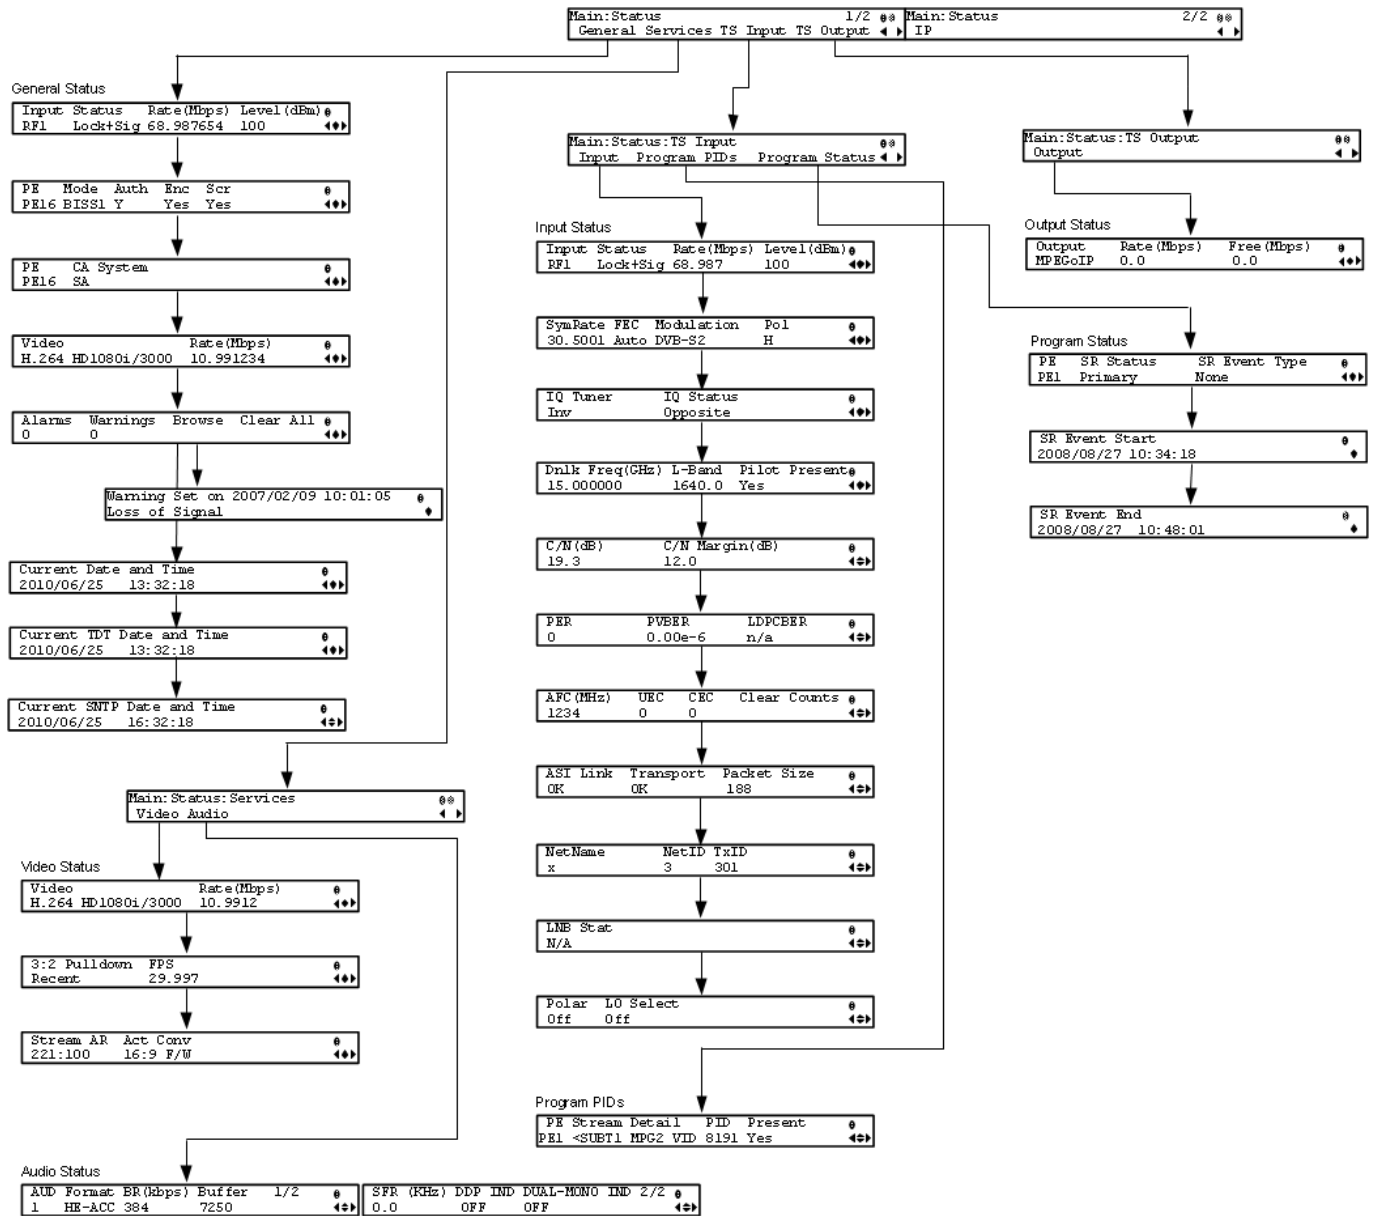 Main:Status 1/2
General Services TS Input TS Output
Main:Status 2/2
IP
General Status
Input Status Rate(Mbps) Level(dBm)
RF1 Lock+Sig 68.987654 100
PE Mode Auth Enc Scr
PE16 BISS1 Y Yes Yes
PE CA System
PE16 SA
Video Rate(Mbps)
H.264 HD1080i/3000 10.991234
Alarms Warnings Browse Clear All
0 0
Warning Set on 2007/02/09 10:01:05
Loss of Signal
Current Date and Time
2010/06/25 13:32:18
Current TDT Date and Time
2010/06/25 13:32:18
Current SNTP Date and Time
2010/06/25 16:32:18
Main:Status:Services
Video Audio
Video Status
Video Rate(Mbps)
H.264 HD1080i/3000 10.9912
3:2 Pulldown FPS
Recent 29.997
Stream AR Act Conv
221:100 16:9 F/W
Audio Status
AUD Format BR(kbps) Buffer 1/2
1 HE-ACC 384 7250
SFR (KHz) DDP IND DUAL-MONO IND 2/2
0.0 OFF OFF
Main:Status:TS Input
Input Program PIDs Program Status
Input Status
Input Status Rate(Mbps) Level(dBm)
RF1 Lock+Sig 68.987 100
SymRate FEC Modulation Pol
30.5001 Auto DVB-S2 H
IQ Tuner IQ Status
Inv Opposite
Dnlk Freq(GHz) L-Band Pilot Present
15.000000 1640.0 Yes
C/N(dB) C/N Margin(dB)
19.3 12.0
PER PVBER LDPCBER
0 0.00e-6 n/a
AFC(MHz) UEC CEC Clear Counts
1234 0 0
ASI Link Transport Packet Size
OK OK 188
NetName NetID TxID
x 3 301
LNB Stat
N/A
Polar LO Select
Off Off
Program PIDs
PE Stream Detail PID Present
PE1 <SUBT1 MPG2 VID 8191 Yes
Main:Status:TS Output
Output
Output Status
Output Rate(Mbps) Free(Mbps)
MPEGoIP 0.0 0.0
Program Status
PE SR Status SR Event Type
PE1 Primary None
SR Event Start
2008/08/27 10:34:18
SR Event End
2008/08/27 10:48:01